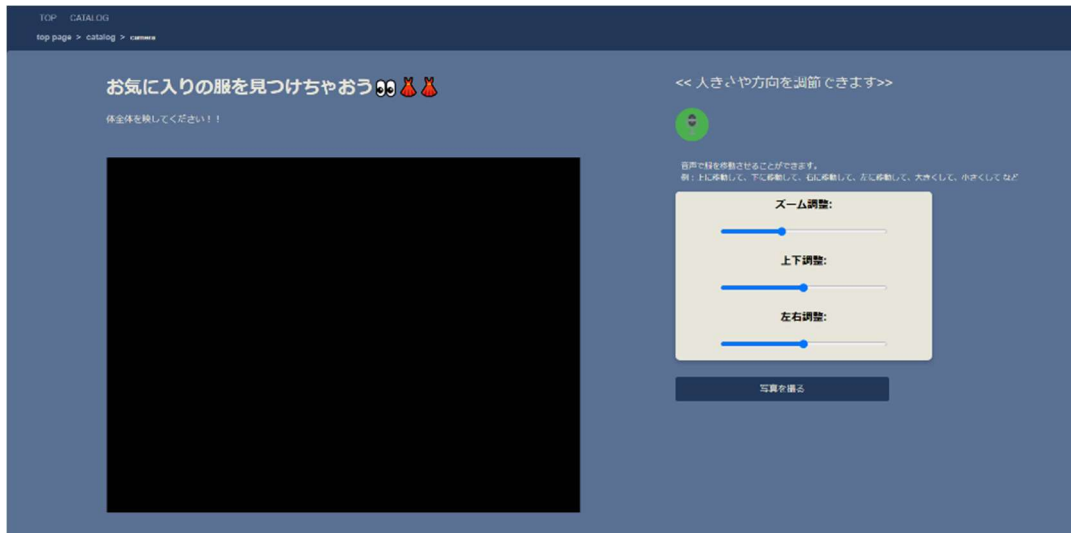 TOP CATALOG
top page > catalog > camera
お気に入りの服を見つけちゃおう👀👗👗
体全体を映してください！！
<< 大きさや方向を調節できます>>
音声で服を移動させることができます。
例：上に移動して、下に移動して、右に移動して、左に移動して、大きくして、小さくして など
ズーム調整:
上下調整:
左右調整:
写真を撮る